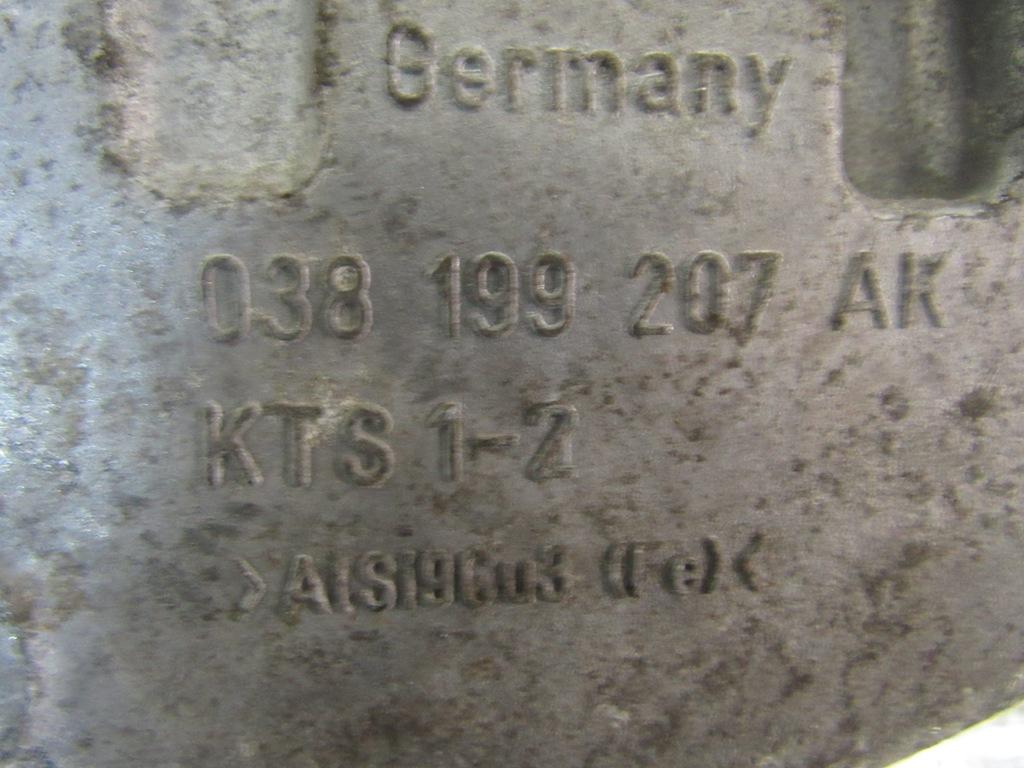 Germany
038 199 207 AK
KTS 1-2
>AlSi9Cu3 (Fe)<